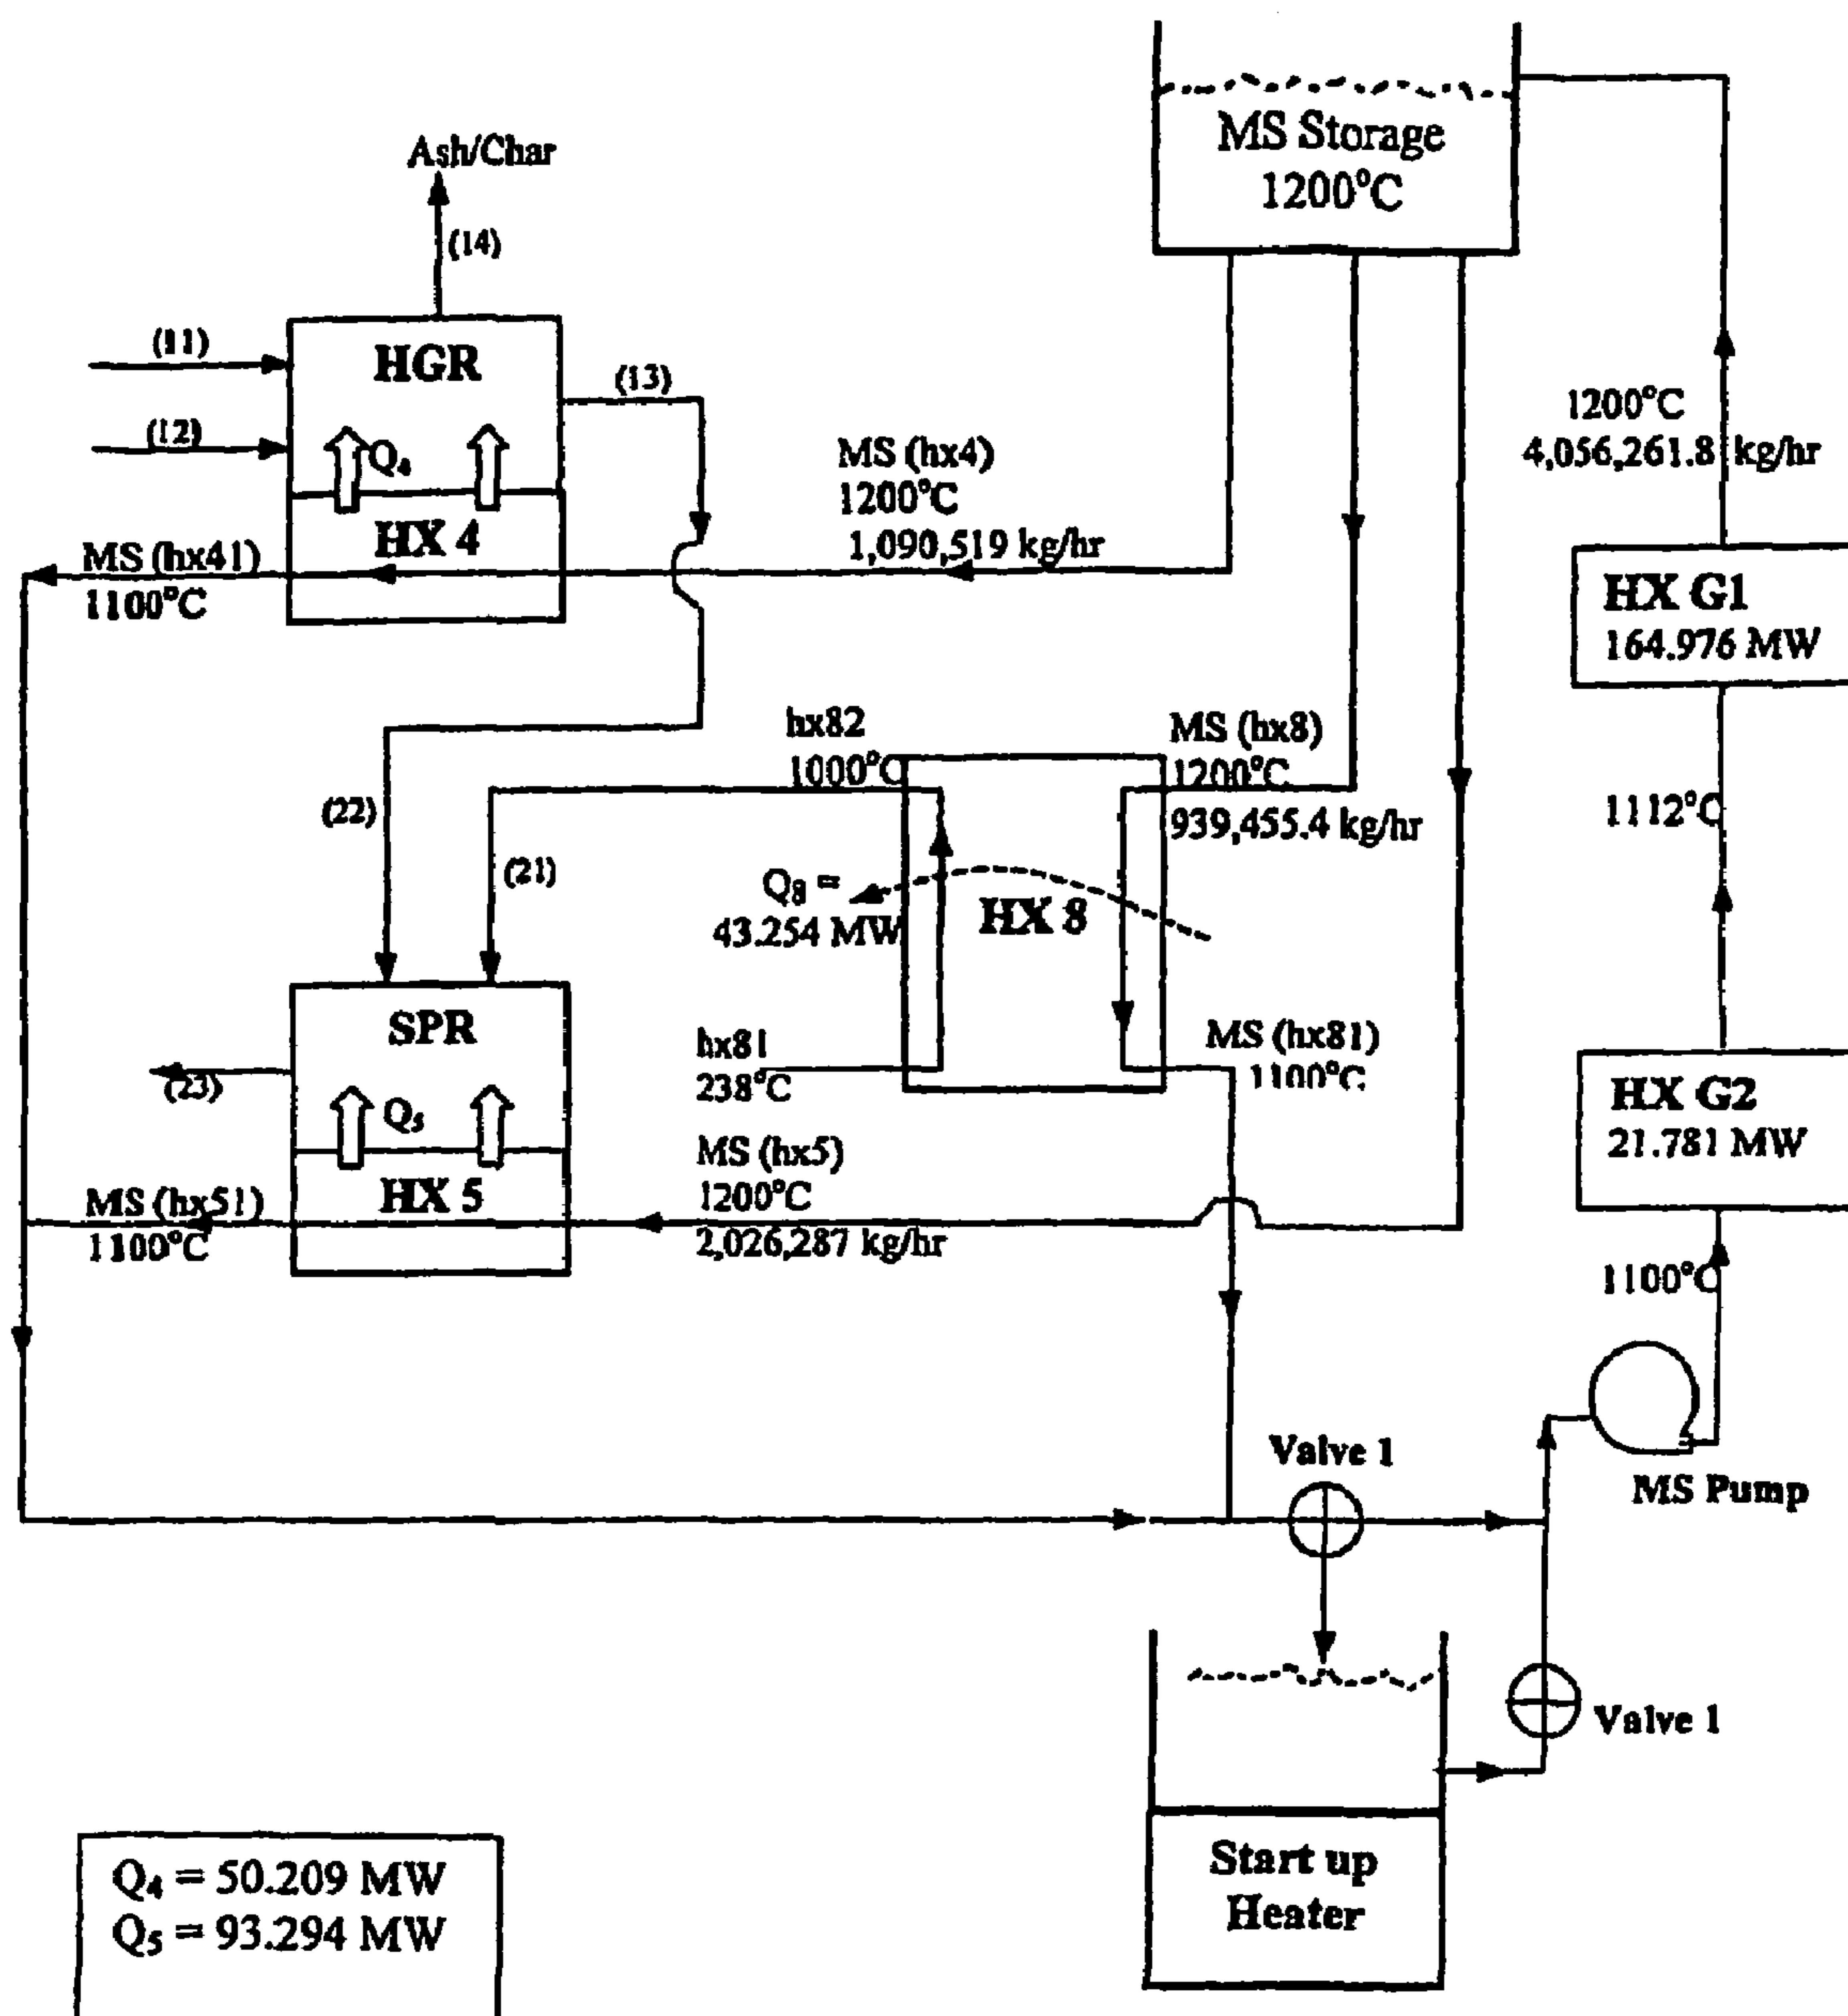 MS Storage
1200°C
Ash/Char
(14)
(11)
HGR
(13)
(12)
Q₄
MS (hx4)
1200°C
1,090,519 kg/hr
1200°C
4,056,261.8 kg/hr
HX 4
MS (hx41)
1100°C
HX G1
164.976 MW
hx82
1000°C
MS (hx8)
1200°C
939,455.4 kg/hr
1112°C
(22)
(21)
Q₈ =
43.254 MW
HX 8
SPR
hx81
238°C
MS (hx81)
1100°C
(23)
Q₅
HX G2
21.781 MW
MS (hx5)
1200°C
2,026,287 kg/hr
HX 5
MS (hx51)
1100°C
1100°C
Valve 1
MS Pump
Valve 1
Start up
Heater
Q₄ = 50.209 MW
Q₅ = 93.294 MW